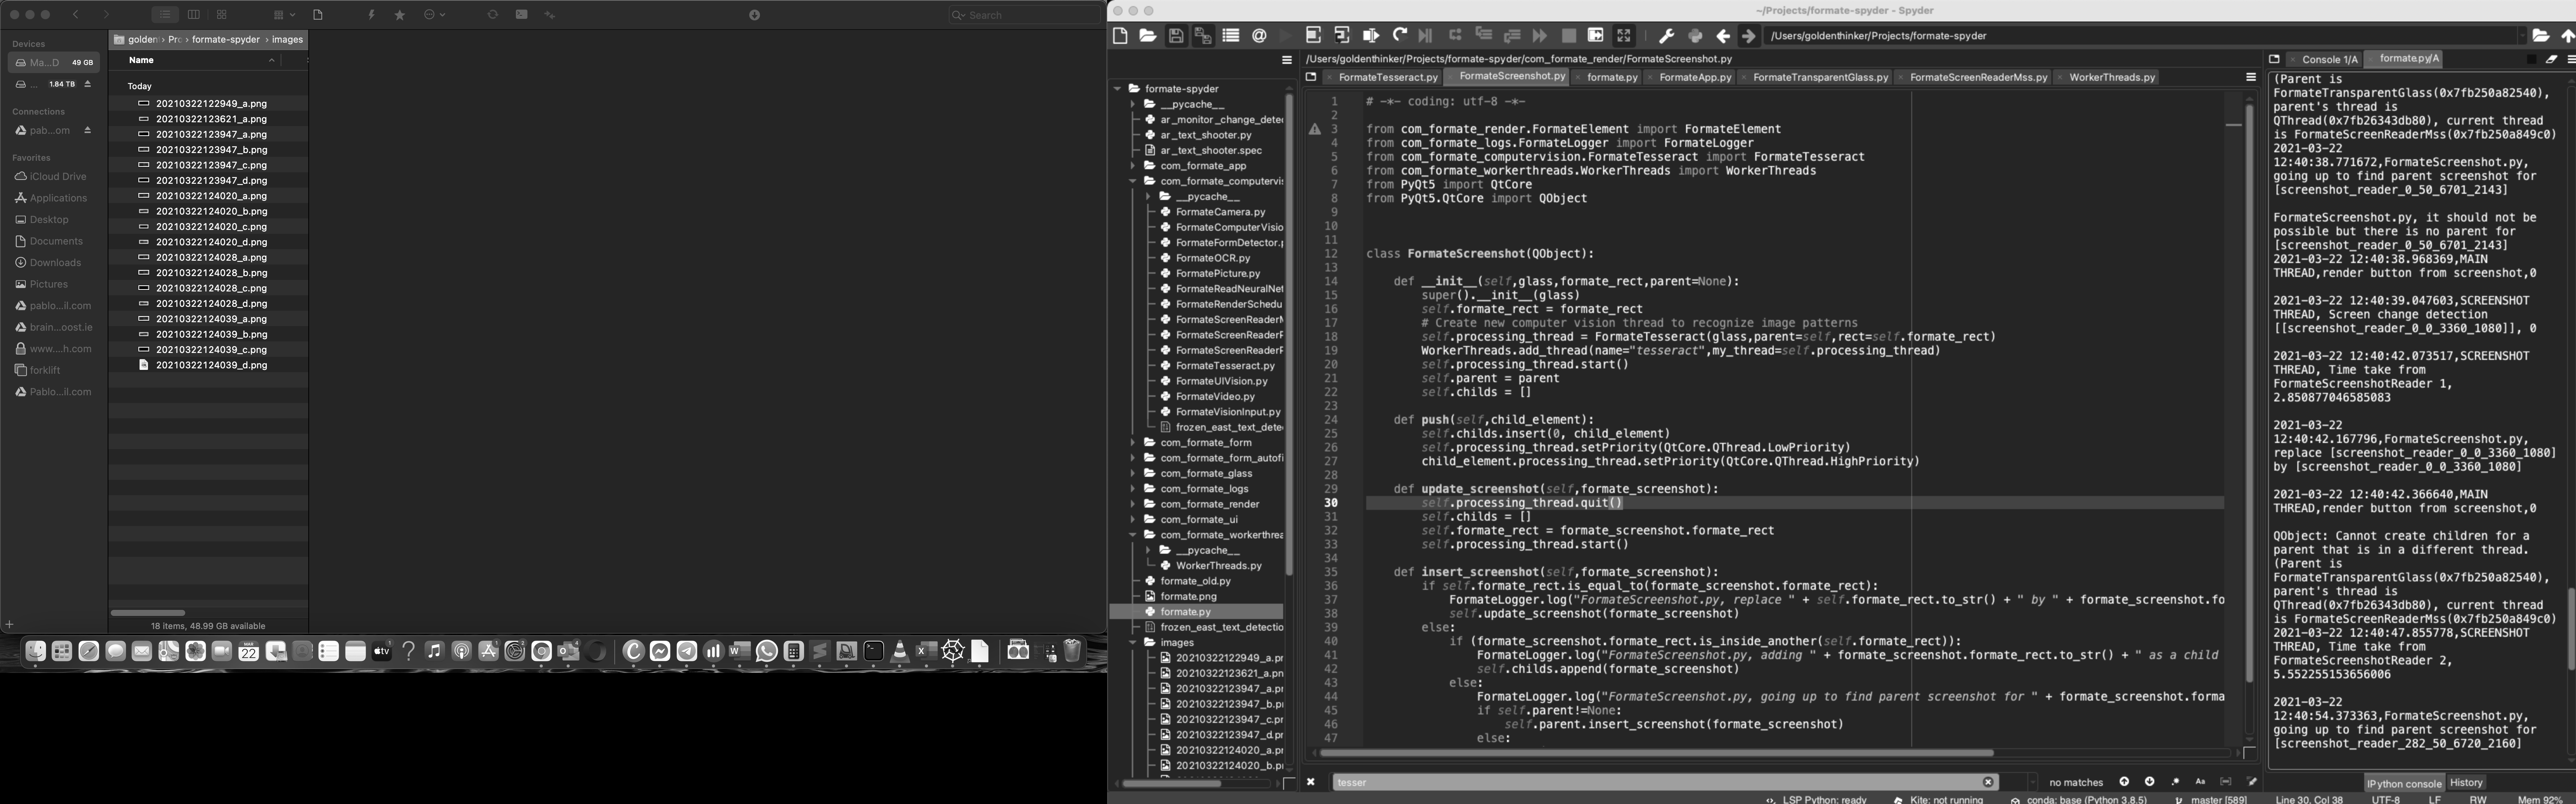 Search
Devices
Ma...D 49 GB
... 1.84 TB
Connections
pab...om
Favorites
iCloud Drive
Applications
Desktop
Documents
Downloads
Pictures
pablo...il.com
brain...oost.ie
www....h.com
forklift
Pablo...il.com
golden › Prc › formate-spyder › images
Name
Today
20210322122949_a.png
20210322123621_a.png
20210322123947_a.png
20210322123947_b.png
20210322123947_c.png
20210322123947_d.png
20210322124020_a.png
20210322124020_b.png
20210322124020_c.png
20210322124020_d.png
20210322124028_a.png
20210322124028_b.png
20210322124028_c.png
20210322124028_d.png
20210322124039_a.png
20210322124039_b.png
20210322124039_c.png
20210322124039_d.png
18 items, 48.99 GB available
22
tv
~/Projects/formate-spyder - Spyder
/Users/goldenthinker/Projects/formate-spyder
/Users/goldenthinker/Projects/formate-spyder/com_formate_render/FormateScreenshot.py
FormateTesseract.py FormateScreenshot.py formate.py FormateApp.py FormateTransparentGlass.py FormateScreenReaderMss.py WorkerThreads.py
formate-spyder
__pycache__
ar_monitor_change_dete
ar_text_shooter.py
ar_text_shooter.spec
com_formate_app
com_formate_computervis
__pycache__
FormateCamera.py
FormateComputerVisio
FormateFormDetector.p
FormateOCR.py
FormatePicture.py
FormateReadNeuralNet
FormateRenderSchedu
FormateScreenReaderM
FormateScreenReaderF
FormateScreenReaderF
FormateTesseract.py
FormateUIVision.py
FormateVideo.py
FormateVisionInput.py
frozen_east_text_dete
com_formate_form
com_formate_form_autofi
com_formate_glass
com_formate_logs
com_formate_render
com_formate_ui
com_formate_workerthrea
__pycache__
WorkerThreads.py
formate_old.py
formate.png
formate.py
frozen_east_text_detectio
images
20210322122949_a.pr
20210322123621_a.pn
20210322123947_a.pr
20210322123947_b.pr
20210322123947_c.pr
20210322123947_d.pr
20210322124020_a.pr
20210322124020_b.pr
1 # -*- coding: utf-8 -*-
2
3 from com_formate_render.FormateElement import FormateElement
4 from com_formate_logs.FormateLogger import FormateLogger
5 from com_formate_computervision.FormateTesseract import FormateTesseract
6 from com_formate_workerthreads.WorkerThreads import WorkerThreads
7 from PyQt5 import QtCore
8 from PyQt5.QtCore import QObject
9
10
11
12 class FormateScreenshot(QObject):
13
14 def __init__(self,glass,formate_rect,parent=None):
15 super().__init__(glass)
16 self.formate_rect = formate_rect
17 # Create new computer vision thread to recognize image patterns
18 self.processing_thread = FormateTesseract(glass,parent=self,rect=self.formate_rect)
19 WorkerThreads.add_thread(name="tesseract",my_thread=self.processing_thread)
20 self.processing_thread.start()
21 self.parent = parent
22 self.childs = []
23
24 def push(self,child_element):
25 self.childs.insert(0, child_element)
26 self.processing_thread.setPriority(QtCore.QThread.LowPriority)
27 child_element.processing_thread.setPriority(QtCore.QThread.HighPriority)
28
29 def update_screenshot(self,formate_screenshot):
30 self.processing_thread.quit()
31 self.childs = []
32 self.formate_rect = formate_screenshot.formate_rect
33 self.processing_thread.start()
34
35 def insert_screenshot(self,formate_screenshot):
36 if self.formate_rect.is_equal_to(formate_screenshot.formate_rect):
37 FormateLogger.log("FormateScreenshot.py, replace " + self.formate_rect.to_str() + " by " + formate_screenshot.fo
38 self.update_screenshot(formate_screenshot)
39 else:
40 if (formate_screenshot.formate_rect.is_inside_another(self.formate_rect)):
41 FormateLogger.log("FormateScreenshot.py, adding " + formate_screenshot.formate_rect.to_str() + " as a child
42 self.childs.append(formate_screenshot)
43 else:
44 FormateLogger.log("FormateScreenshot.py, going up to find parent screenshot for " + formate_screenshot.forma
45 if self.parent!=None:
46 self.parent.insert_screenshot(formate_screenshot)
47 else:
tesser
no matches
Aa
Console 1/A formate.py/A
(Parent is
FormateTransparentGlass(0x7fb250a82540),
parent's thread is
QThread(0x7fb26343db80), current thread
is FormateScreenReaderMss(0x7fb250a849c0)
2021-03-22
12:40:38.771672,FormateScreenshot.py,
going up to find parent screenshot for
[screenshot_reader_0_50_6701_2143]
FormateScreenshot.py, it should not be
possible but there is no parent for
[screenshot_reader_0_50_6701_2143]
2021-03-22 12:40:38.968369,MAIN
THREAD,render button from screenshot,0
2021-03-22 12:40:39.047603,SCREENSHOT
THREAD, Screen change detection
[[screenshot_reader_0_0_3360_1080]], 0
2021-03-22 12:40:42.073517,SCREENSHOT
THREAD, Time take from
FormateScreenshotReader 1,
2.850877046585083
2021-03-22
12:40:42.167796,FormateScreenshot.py,
replace [screenshot_reader_0_0_3360_1080]
by [screenshot_reader_0_0_3360_1080]
2021-03-22 12:40:42.366640,MAIN
THREAD,render button from screenshot,0
QObject: Cannot create children for a
parent that is in a different thread.
(Parent is
FormateTransparentGlass(0x7fb250a82540),
parent's thread is
QThread(0x7fb26343db80), current thread
is FormateScreenReaderMss(0x7fb250a849c0)
2021-03-22 12:40:47.855778,SCREENSHOT
THREAD, Time take from
FormateScreenshotReader 2,
5.552255153656006
2021-03-22
12:40:54.373363,FormateScreenshot.py,
going up to find parent screenshot for
[screenshot_reader_282_50_6720_2160]
IPython console History
LSP Python: ready Kite: not running conda: base (Python 3.8.5) master [589] Line 30, Col 38 UTF-8 LF RW Mem 92%